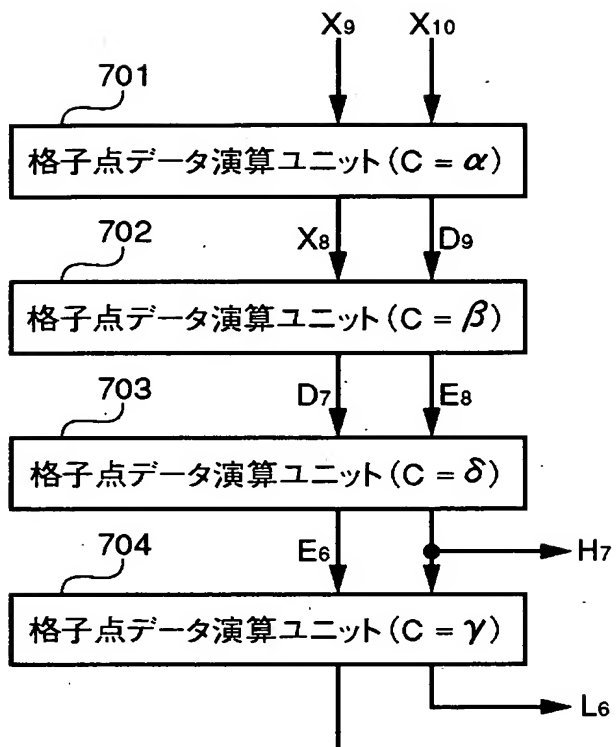 X9 X10
701
格子点データ演算ユニット(C = α)
X8 D9
702
格子点データ演算ユニット(C = β)
D7 E8
703
格子点データ演算ユニット(C = δ)
E6
H7
704
格子点データ演算ユニット(C = γ)
L6